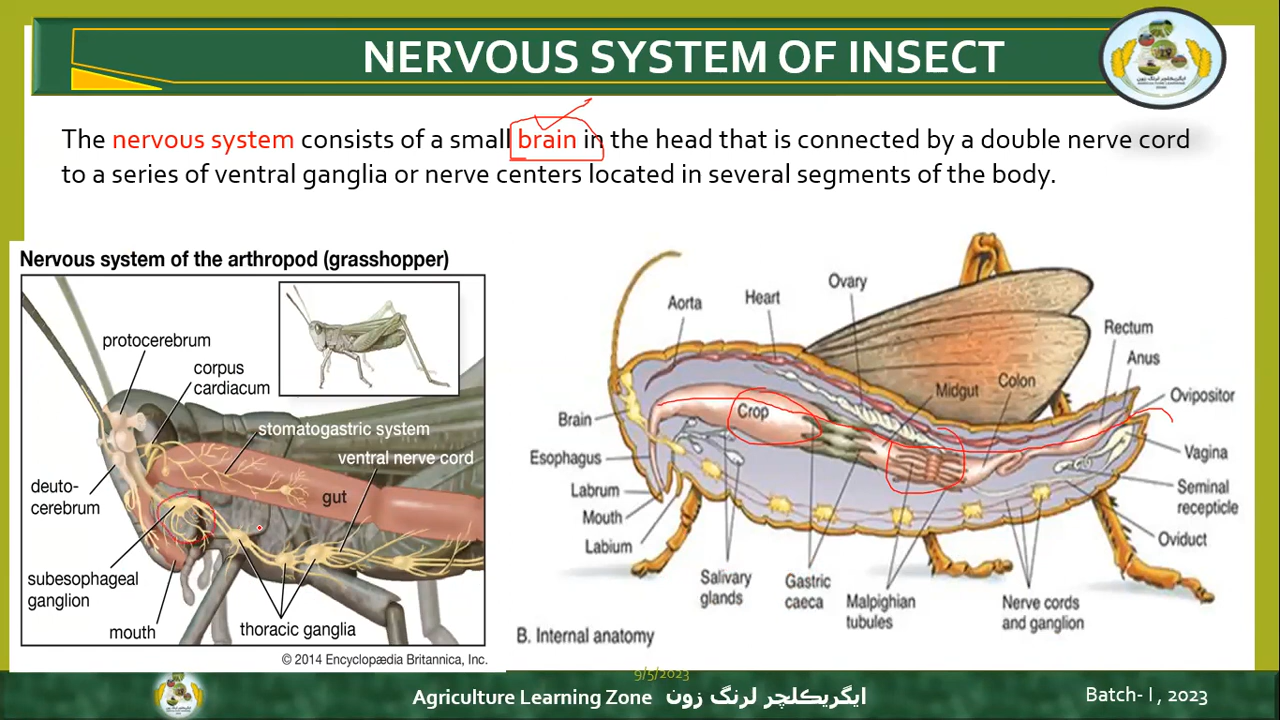 NERVOUS SYSTEM OF INSECT
The nervous system consists of a small brain in the head that is connected by a double nerve cord
to a series of ventral ganglia or nerve centers located in several segments of the body.
Nervous system of the arthropod (grasshopper)
protocerebrum
corpus
cardiacum
stomatogastric system
ventral nerve cord
gut
deuto-
cerebrum
subesophageal
ganglion
mouth
thoracic ganglia
© 2014 Encyclopædia Britannica, Inc.
Aorta
Heart
Ovary
Rectum
Anus
Ovipositor
Midgut
Colon
Crop
Brain
Esophagus
Labrum
Mouth
Labium
Vagina
Seminal
recepticle
Oviduct
Salivary
glands
Gastric
caeca
Malpighian
tubules
Nerve cords
and ganglion
B. Internal anatomy
9/5/2023
Agriculture Learning Zone ایگریکلچر لرنگ زون
Batch- I , 2023